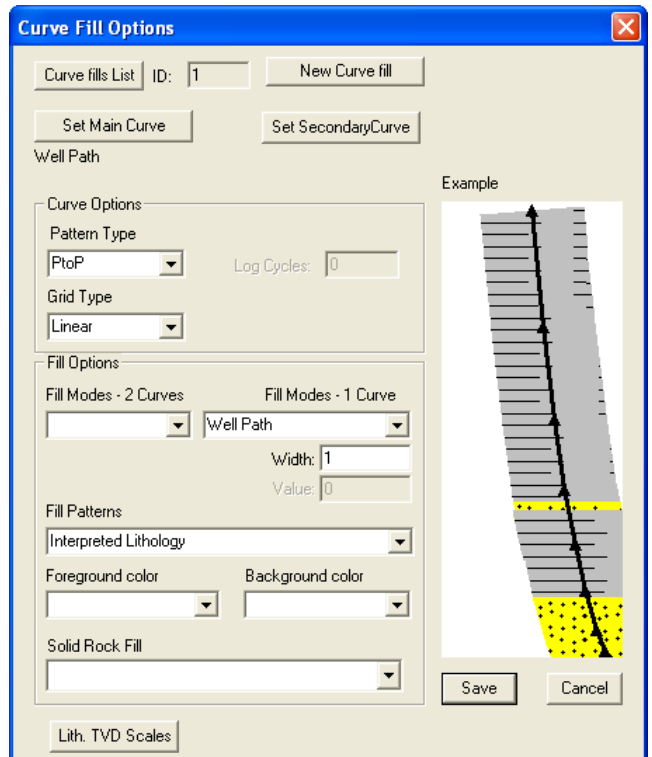 Curve Fill Options
Curve fills List ID: 1 New Curve fill
Set Main Curve Set SecondaryCurve
Well Path
Example
Curve Options
Pattern Type
PtoP Log Cycles: 0
Grid Type
Linear
Fill Options
Fill Modes - 2 Curves Fill Modes - 1 Curve
Well Path
Width: 1
Value: 0
Fill Patterns
Interpreted Lithology
Foreground color Background color
Solid Rock Fill
Save Cancel
Lith. TVD Scales